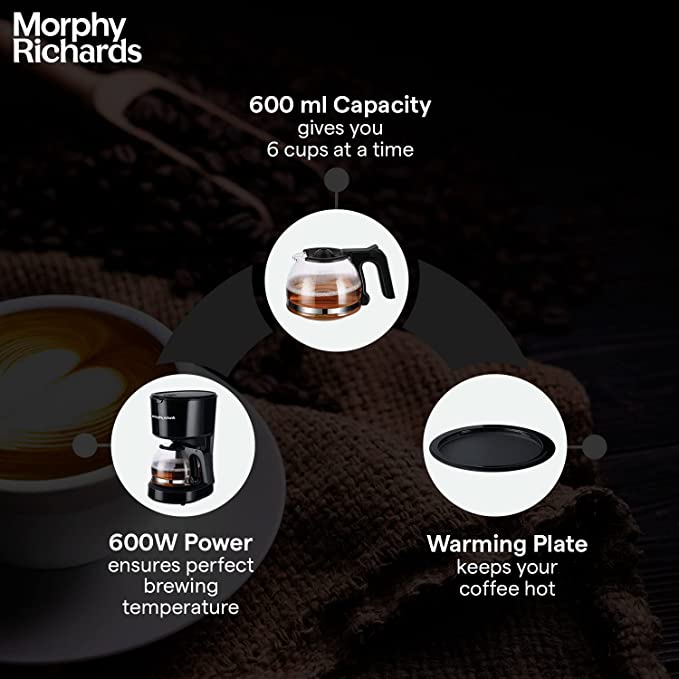 Morphy
Richards
600 ml Capacity
gives you
6 cups at a time
600W Power
ensures perfect
brewing
temperature
Warming Plate
keeps your
coffee hot